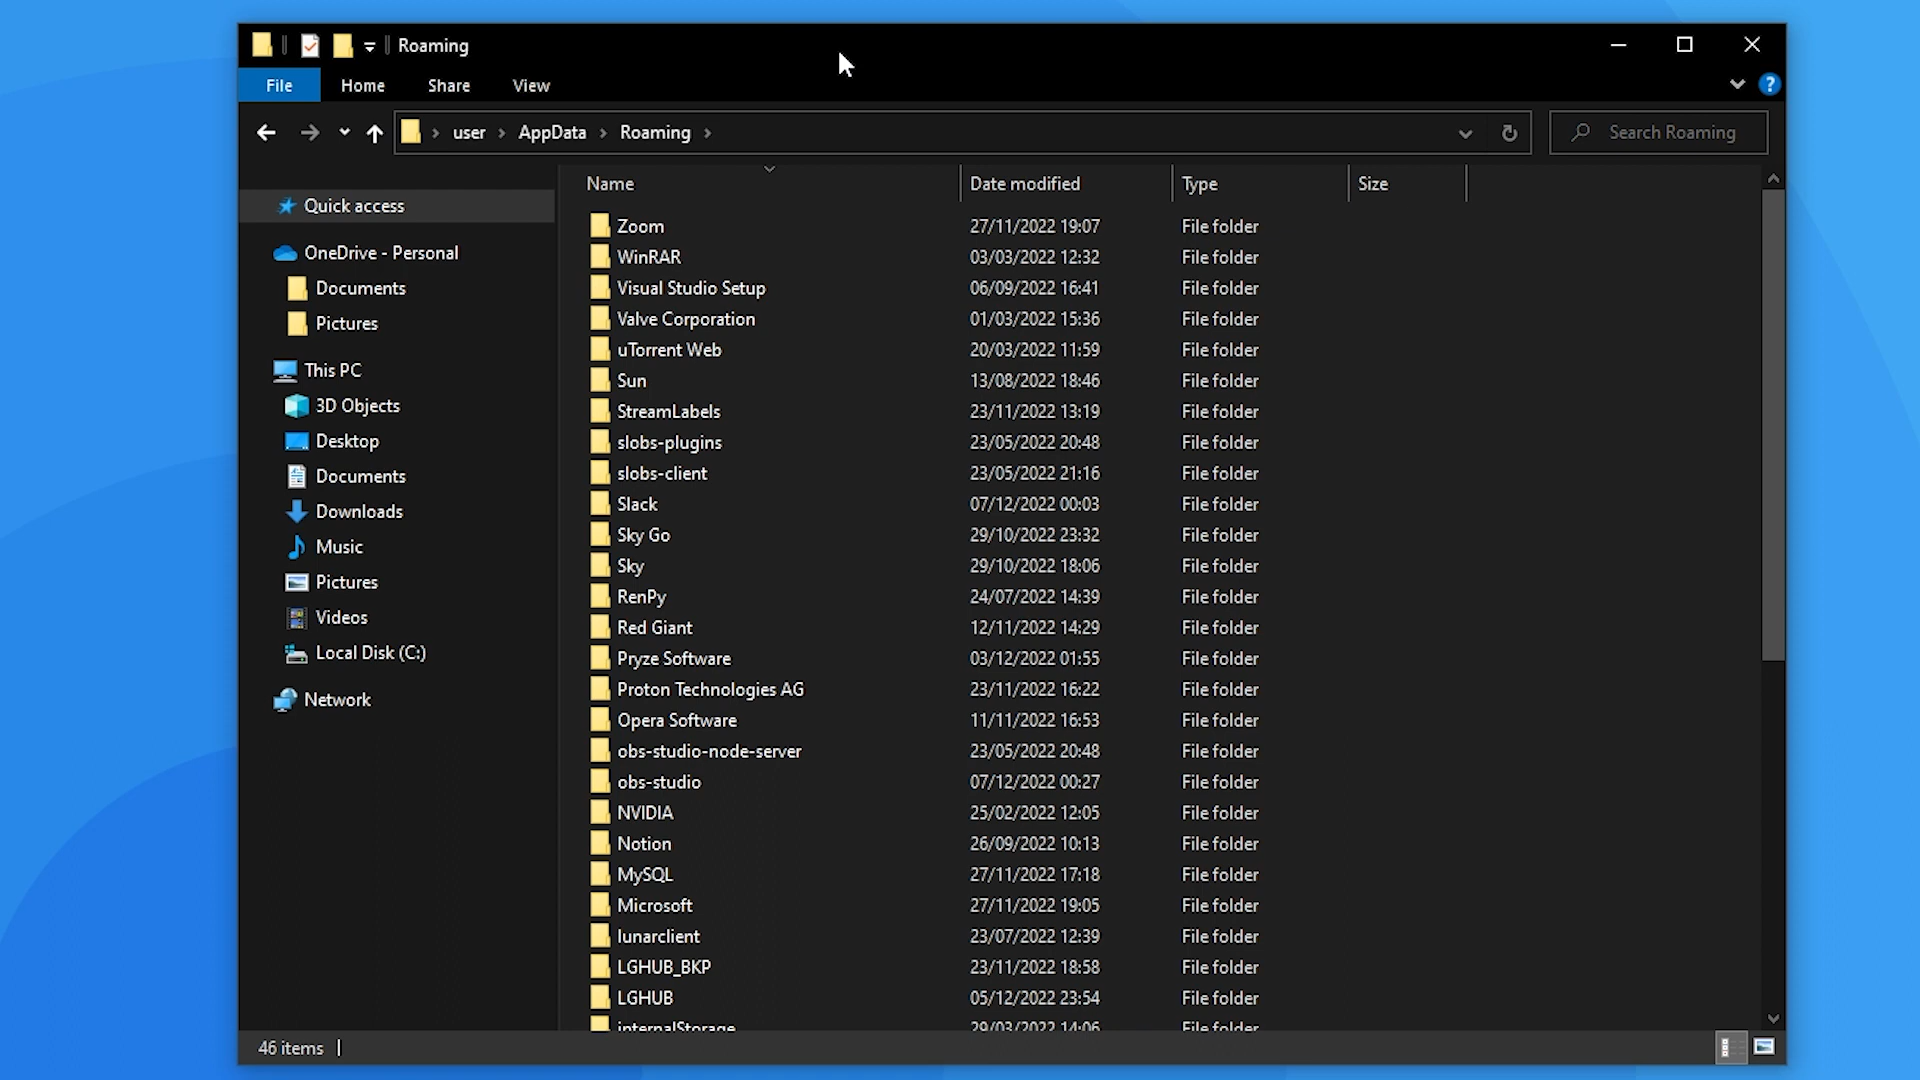 Roaming
File Home Share View
user > AppData > Roaming >
Search Roaming
Name Date modified Type Size
Quick access
OneDrive - Personal
Documents
Pictures
This PC
3D Objects
Desktop
Documents
Downloads
Music
Pictures
Videos
Local Disk (C:)
Network
Zoom 27/11/2022 19:07 File folder
WinRAR 03/03/2022 12:32 File folder
Visual Studio Setup 06/09/2022 16:41 File folder
Valve Corporation 01/03/2022 15:36 File folder
uTorrent Web 20/03/2022 11:59 File folder
Sun 13/08/2022 18:46 File folder
StreamLabels 23/11/2022 13:19 File folder
slobs-plugins 23/05/2022 20:48 File folder
slobs-client 23/05/2022 21:16 File folder
Slack 07/12/2022 00:03 File folder
Sky Go 29/10/2022 23:32 File folder
Sky 29/10/2022 18:06 File folder
RenPy 24/07/2022 14:39 File folder
Red Giant 12/11/2022 14:29 File folder
Pryze Software 03/12/2022 01:55 File folder
Proton Technologies AG 23/11/2022 16:22 File folder
Opera Software 11/11/2022 16:53 File folder
obs-studio-node-server 23/05/2022 20:48 File folder
obs-studio 07/12/2022 00:27 File folder
NVIDIA 25/02/2022 12:05 File folder
Notion 26/09/2022 10:13 File folder
MySQL 27/11/2022 17:18 File folder
Microsoft 27/11/2022 19:05 File folder
lunarclient 23/07/2022 12:39 File folder
LGHUB_BKP 23/11/2022 18:58 File folder
LGHUB 05/12/2022 23:54 File folder
internalStorage 29/03/2022 14:06 File folder
46 items